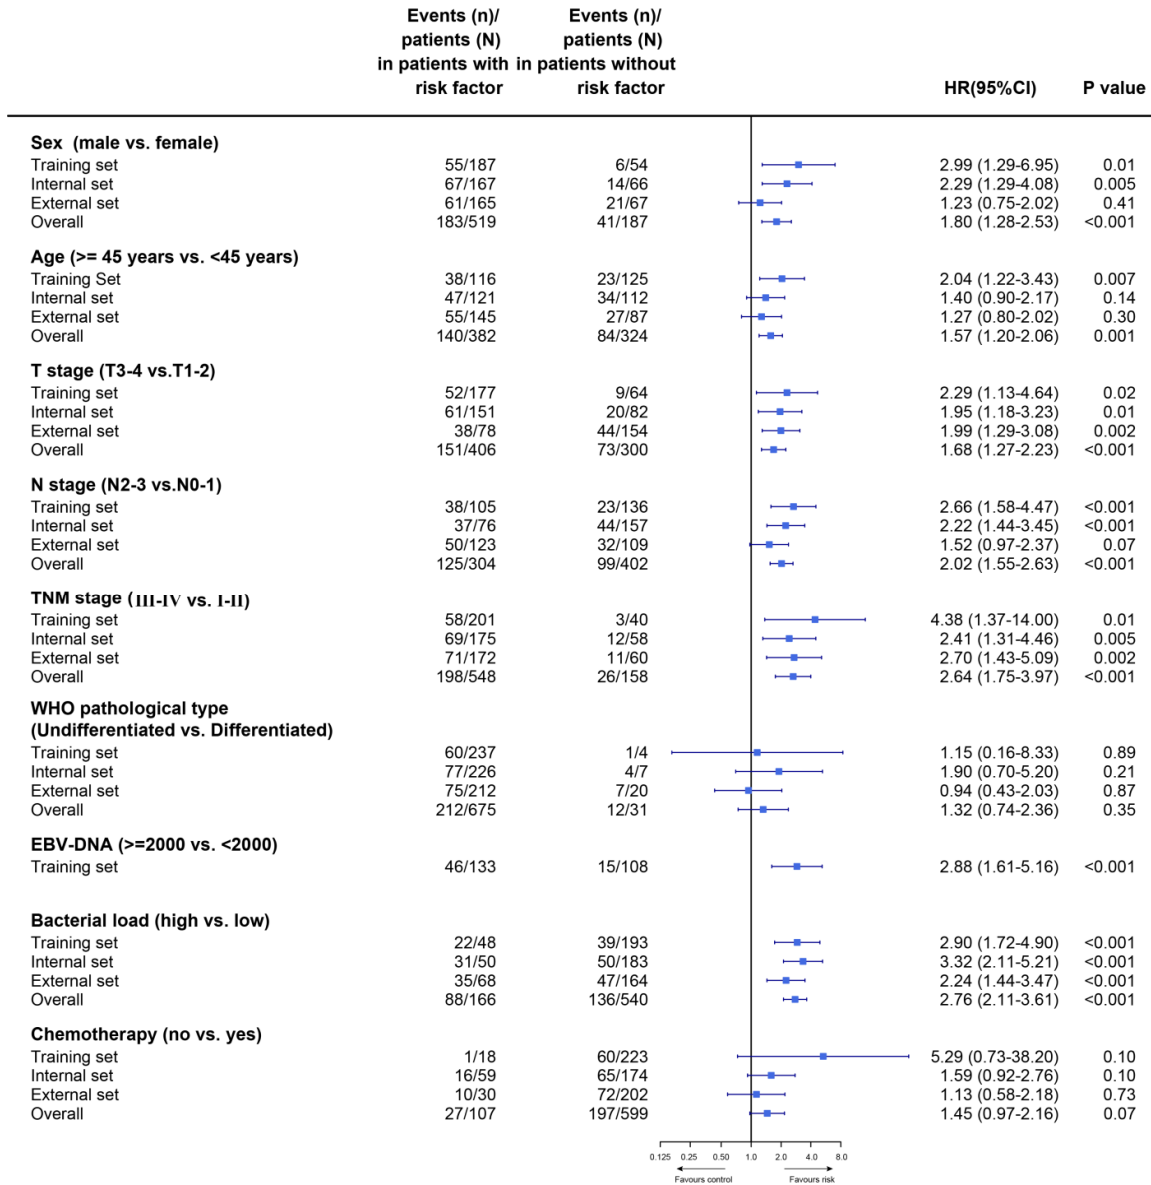 Events (n)/ Events (n)/
patients (N) patients (N)
in patients with in patients without
risk factor risk factor HR(95%CI) P value
Sex (male vs. female)
Training set 55/187 6/54 2.99 (1.29-6.95) 0.01
Internal set 67/167 14/66 2.29 (1.29-4.08) 0.005
External set 61/165 21/67 1.23 (0.75-2.02) 0.41
Overall 183/519 41/187 1.80 (1.28-2.53) <0.001
Age (>= 45 years vs. <45 years)
Training Set 38/116 23/125 2.04 (1.22-3.43) 0.007
Internal set 47/121 34/112 1.40 (0.90-2.17) 0.14
External set 55/145 27/87 1.27 (0.80-2.02) 0.30
Overall 140/382 84/324 1.57 (1.20-2.06) 0.001
T stage (T3-4 vs.T1-2)
Training set 52/177 9/64 2.29 (1.13-4.64) 0.02
Internal set 61/151 20/82 1.95 (1.18-3.23) 0.01
External set 38/78 44/154 1.99 (1.29-3.08) 0.002
Overall 151/406 73/300 1.68 (1.27-2.23) <0.001
N stage (N2-3 vs.N0-1)
Training set 38/105 23/136 2.66 (1.58-4.47) <0.001
Internal set 37/76 44/157 2.22 (1.44-3.45) <0.001
External set 50/123 32/109 1.52 (0.97-2.37) 0.07
Overall 125/304 99/402 2.02 (1.55-2.63) <0.001
TNM stage (III-IV vs. I-II)
Training set 58/201 3/40 4.38 (1.37-14.00) 0.01
Internal set 69/175 12/58 2.41 (1.31-4.46) 0.005
External set 71/172 11/60 2.70 (1.43-5.09) 0.002
Overall 198/548 26/158 2.64 (1.75-3.97) <0.001
WHO pathological type
(Undifferentiated vs. Differentiated)
Training set 60/237 1/4 1.15 (0.16-8.33) 0.89
Internal set 77/226 4/7 1.90 (0.70-5.20) 0.21
External set 75/212 7/20 0.94 (0.43-2.03) 0.87
Overall 212/675 12/31 1.32 (0.74-2.36) 0.35
EBV-DNA (>=2000 vs. <2000)
Training set 46/133 15/108 2.88 (1.61-5.16) <0.001
Bacterial load (high vs. low)
Training set 22/48 39/193 2.90 (1.72-4.90) <0.001
Internal set 31/50 50/183 3.32 (2.11-5.21) <0.001
External set 35/68 47/164 2.24 (1.44-3.47) <0.001
Overall 88/166 136/540 2.76 (2.11-3.61) <0.001
Chemotherapy (no vs. yes)
Training set 1/18 60/223 5.29 (0.73-38.20) 0.10
Internal set 16/59 65/174 1.59 (0.92-2.76) 0.10
External set 10/30 72/202 1.13 (0.58-2.18) 0.73
Overall 27/107 197/599 1.45 (0.97-2.16) 0.07
0.125 0.25 0.50 1.0 2.0 4.0 8.0
Favours control Favours risk